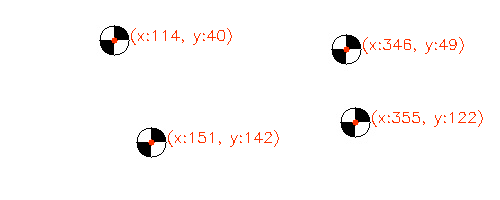 (x:114, y:40)
(x:346, y:49)
(x:355, y:122)
(x:151, y:142)